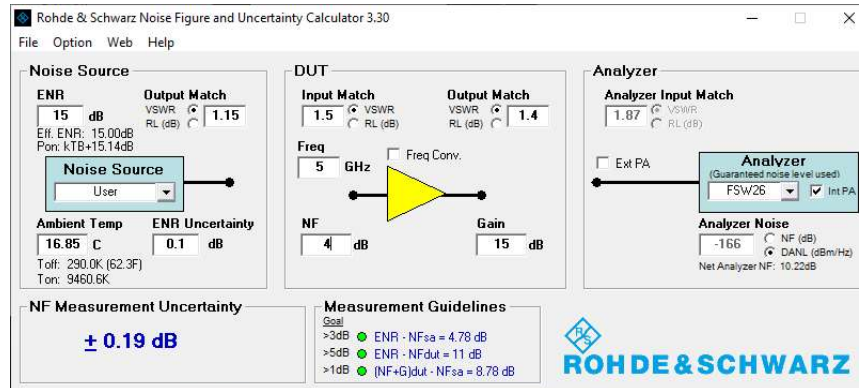 Rohde & Schwarz Noise Figure and Uncertainty Calculator 3.30
File Option Web Help
Noise Source
ENR
15 dB
Eff. ENR: 15.00dB
Pon: kTB+15.14dB
Output Match
VSWR
RL (dB)
1.15
Noise Source
User
Ambient Temp
16.85 C
Toff: 290.0K (62.3F)
Ton: 9460.6K
ENR Uncertainty
0.1 dB
DUT
Input Match
1.5
VSWR
RL (dB)
Output Match
VSWR
RL (dB)
1.4
Freq
5 GHz
Freq Conv.
NF
4 dB
Gain
15 dB
Analyzer
Analyzer Input Match
1.87
VSWR
RL (dB)
Ext PA
Analyzer
(Guaranteed noise level used)
FSW26
Int PA
Analyzer Noise
-166
NF (dB)
DANL (dBm/Hz)
Net Analyzer NF: 10.22dB
NF Measurement Uncertainty
± 0.19 dB
Measurement Guidelines
Goal
>3dB ENR - NFsa = 4.78 dB
>5dB ENR - NFdut = 11 dB
>1dB (NF+G)dut - NFsa = 8.78 dB
R S
ROHDE&SCHWARZ